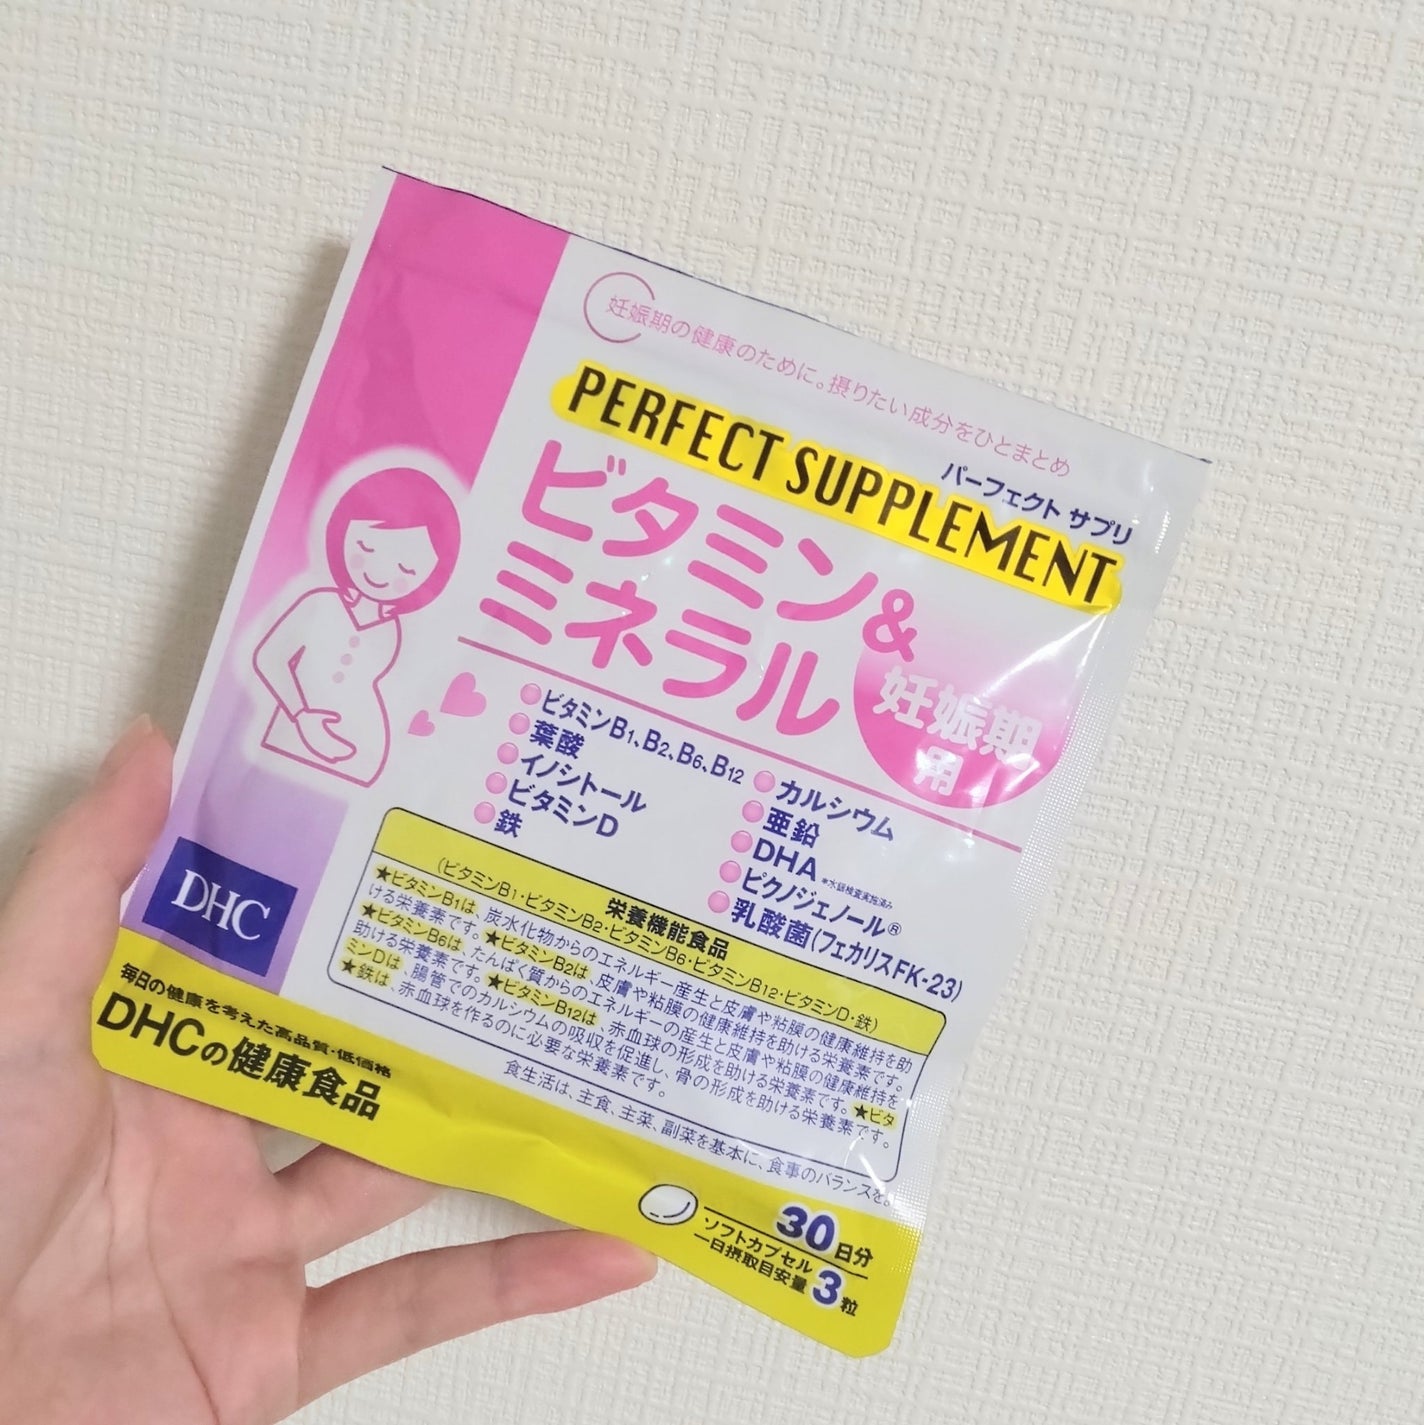 妊娠期の健康のために。摂りたい成分をひとまとめ
パーフェクト サプリ
PERFECT SUPPLEMENT
ビタミン&
ミネラル
妊娠期
用
ビタミンB1、B2、B6、B12
葉酸
イノシトール
ビタミンD
鉄
カルシウム
亜鉛
DHA ※水銀検査実施済み
ピクノジェノール®
乳酸菌(フェカリスFK-23)
栄養機能食品
(ビタミンB1・ビタミンB2・ビタミンB6・ビタミンB12・ビタミンD・鉄)
★ビタミンB1は、炭水化物からのエネルギー産生と皮膚や粘膜の健康維持を助
ける栄養素です。★ビタミンB2は、皮膚や粘膜の健康維持を助ける栄養素です。
★ビタミンB6は、たんぱく質からのエネルギーの産生と皮膚や粘膜の健康維持を
助ける栄養素です。★ビタミンB12は、赤血球の形成を助ける栄養素です。★ビタ
ミンDは、腸管でのカルシウムの吸収を促進し、骨の形成を助ける栄養素です。
★鉄は、赤血球を作るのに必要な栄養素です。
食生活は、主食、主菜、副菜を基本に、食事のバランスを。
DHC
毎日の健康を考えた高品質・低価格
DHCの健康食品
30日分
ソフトカプセル
一日摂取目安量3粒